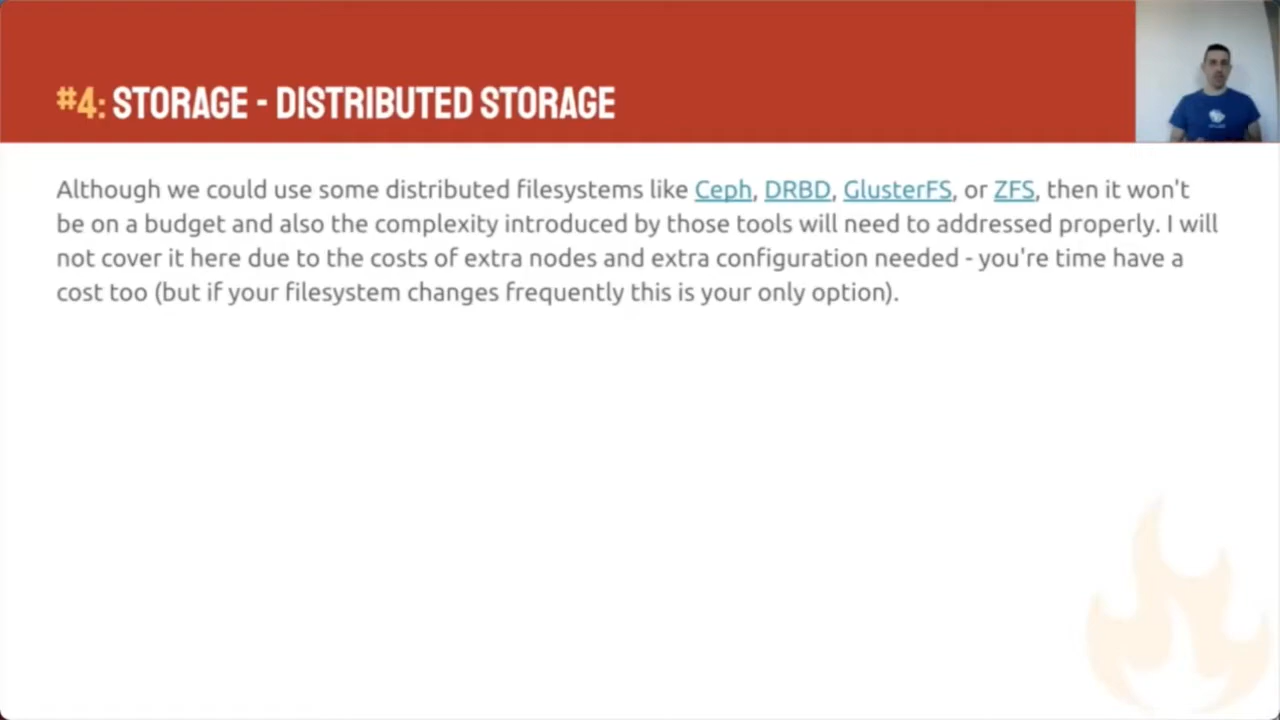 #4: STORAGE - DISTRIBUTED STORAGE
Although we could use some distributed filesystems like Ceph, DRBD, GlusterFS, or ZFS, then it won't
be on a budget and also the complexity introduced by those tools will need to addressed properly. I will
not cover it here due to the costs of extra nodes and extra configuration needed - you're time have a
cost too (but if your filesystem changes frequently this is your only option).